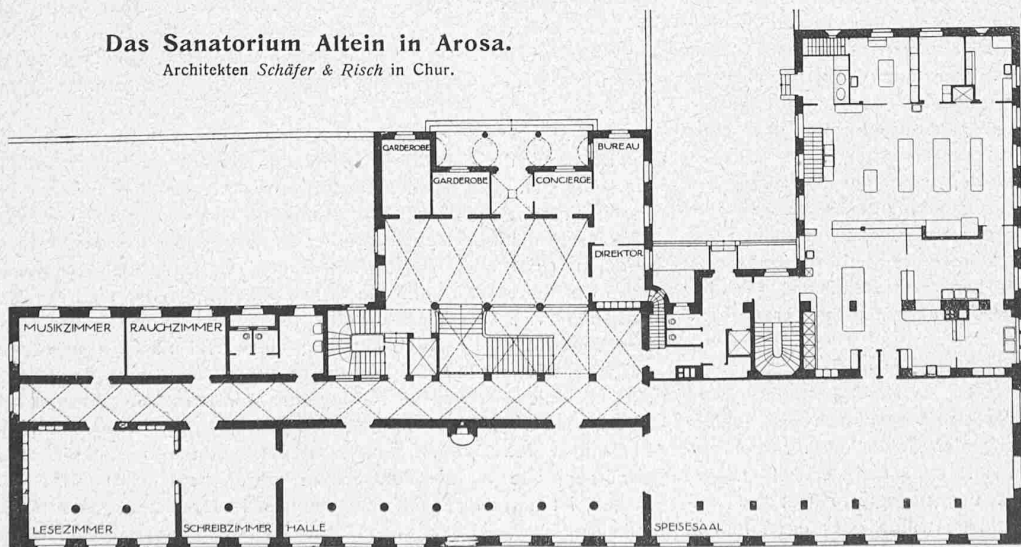 Das Sanatorium Altein in Arosa.
Architekten Schäfer & Risch in Chur.
GARDEROBE
BUREAU
GARDEROBE
CONCIERGE
DIREKTOR
MUSIKZIMMER
RAUCHZIMMER
LESEZIMMER
SCHREIBZIMMER
HALLE
SPEISESAAL